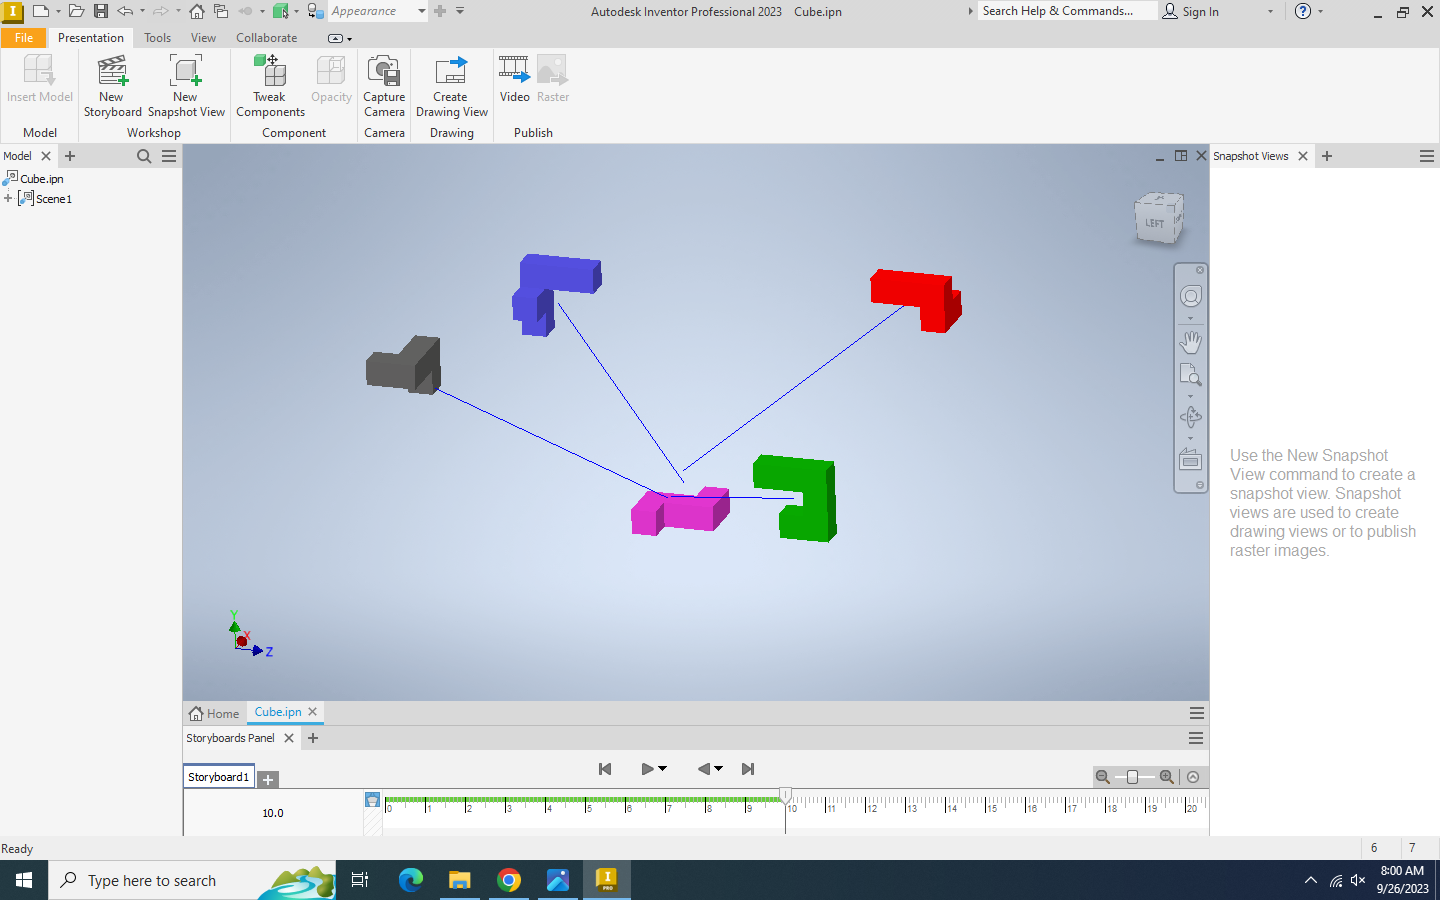 Appearance
Autodesk Inventor Professional 2023 Cube.ipn
Search Help & Commands...
Sign In
File
Presentation
Tools
View
Collaborate
Insert Model
New
Storyboard
New
Snapshot View
Tweak
Components
Opacity
Capture
Camera
Create
Drawing View
Video
Raster
Model
Workshop
Component
Camera
Drawing
Publish
Model
Cube.ipn
Scene1
LEFT
Snapshot Views
Use the New Snapshot
View command to create a
snapshot view. Snapshot
views are used to create
drawing views or to publish
raster images.
Y
X
Z
Home
Cube.ipn
Storyboards Panel
Storyboard1
10.0
0 1 2 3 4 5 6 7 8 9 10 11 12 13 14 15 16 17 18 19 20
Ready
6 7
Type here to search
PRO
8:00 AM
9/26/2023